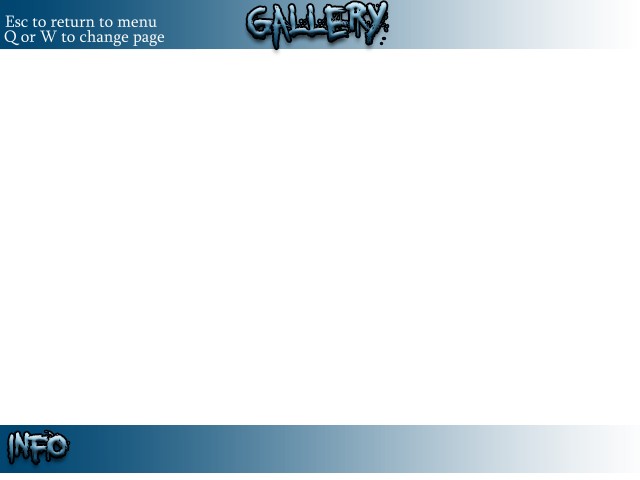 Esc to return to menu
Q or W to change page
GALLERY
INFO